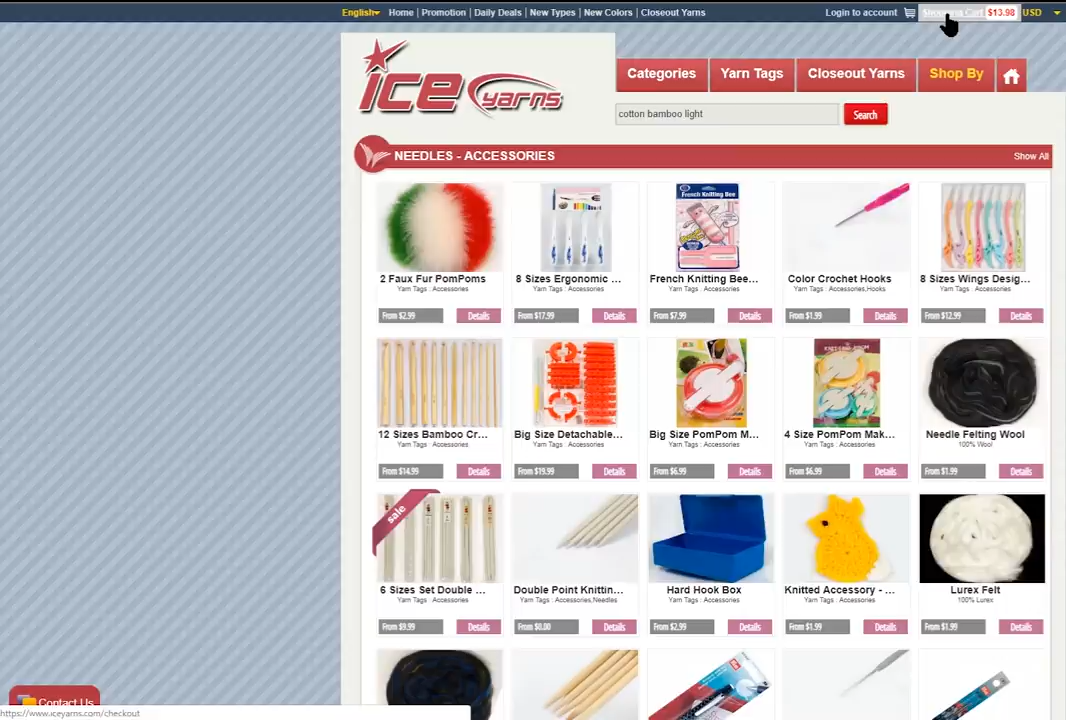 English
Home | Promotion | Daily Deals | New Types | New Colors | Closeout Yarns
Login to account
Shopping Cart $13.98
USD
ice yarns
Categories
Yarn Tags
Closeout Yarns
Shop By
cotton bamboo light
Search
NEEDLES - ACCESSORIES
Show All
French Knitting Bee
2 Faux Fur PomPoms
8 Sizes Ergonomic ...
French Knitting Bee...
Color Crochet Hooks
8 Sizes Wings Desig...
Yarn Tags : Accessories
Yarn Tags : Accessories
Yarn Tags : Accessories
Yarn Tags : Accessories,Hooks
Yarn Tags : Accessories
From $2.99 Details
From $17.99 Details
From $7.99 Details
From $1.99 Details
From $12.99 Details
12 Sizes Bamboo Cr...
Big Size Detachable...
Big Size PomPom M...
4 Size PomPom Mak...
Needle Felting Wool
Yarn Tags : Accessories
Yarn Tags : Accessories
Yarn Tags : Accessories
Yarn Tags : Accessories
100% Wool
From $14.99 Details
From $19.99 Details
From $6.99 Details
From $6.99 Details
From $1.99 Details
sale
6 Sizes Set Double ...
Double Point Knittin...
Hard Hook Box
Knitted Accessory - ...
Lurex Felt
Yarn Tags : Accessories
Yarn Tags : Accessories,Needles
Yarn Tags : Accessories
Yarn Tags : Accessories
100% Lurex
From $9.99 Details
From $0.00 Details
From $2.99 Details
From $1.99 Details
From $1.99 Details
Contact Us
https://www.iceyarns.com/checkout